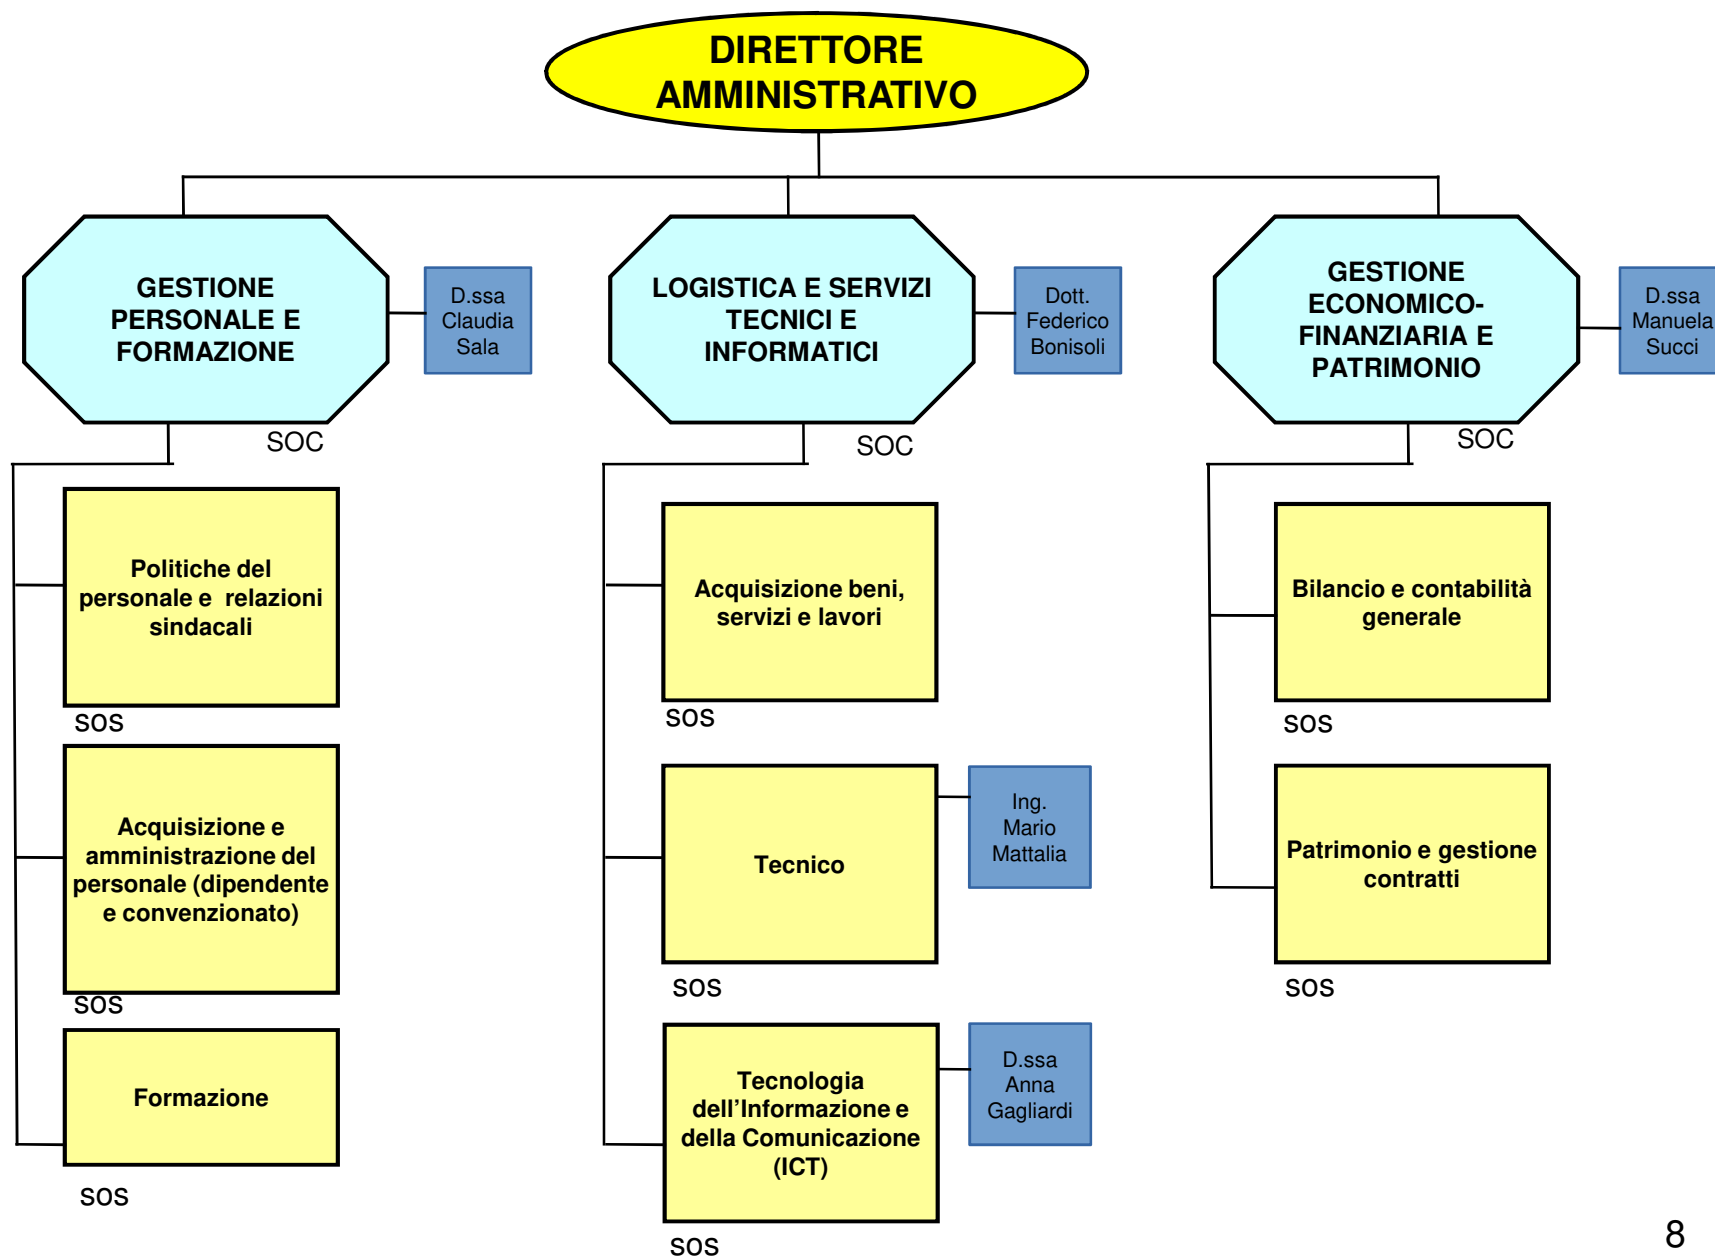 DIRETTORE
AMMINISTRATIVO
GESTIONE
PERSONALE E
FORMAZIONE
D.ssa
Claudia
Sala
SOC
Politiche del
personale e relazioni
sindacali
SOS
Acquisizione e
amministrazione del
personale (dipendente
e convenzionato)
SOS
Formazione
SOS
LOGISTICA E SERVIZI
TECNICI E
INFORMATICI
Dott.
Federico
Bonisoli
SOC
Acquisizione beni,
servizi e lavori
SOS
Tecnico
Ing.
Mario
Mattalia
SOS
Tecnologia
dell’Informazione e
della Comunicazione
(ICT)
D.ssa
Anna
Gagliardi
SOS
GESTIONE
ECONOMICO-
FINANZIARIA E
PATRIMONIO
D.ssa
Manuela
Succi
SOC
Bilancio e contabilità
generale
SOS
Patrimonio e gestione
contratti
SOS
8